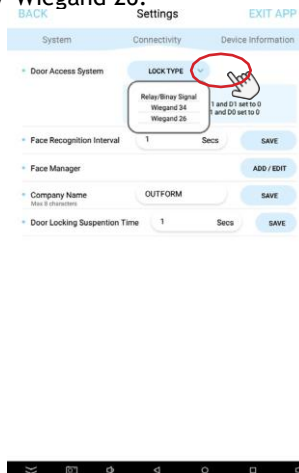 Wiegand 26.
BACK Settings EXIT APP
System Connectivity Device Information
Door Access System LOCK TYPE
Relay/Binay Signal
Wiegand 34
Wiegand 26
1 and D1 set to 0
1 and D0 set to 0
Face Recognition Interval 1 Secs SAVE
Face Manager ADD / EDIT
Company Name OUTFORM SAVE
Max 8 characters
Door Locking Suspention Time 1 Secs SAVE